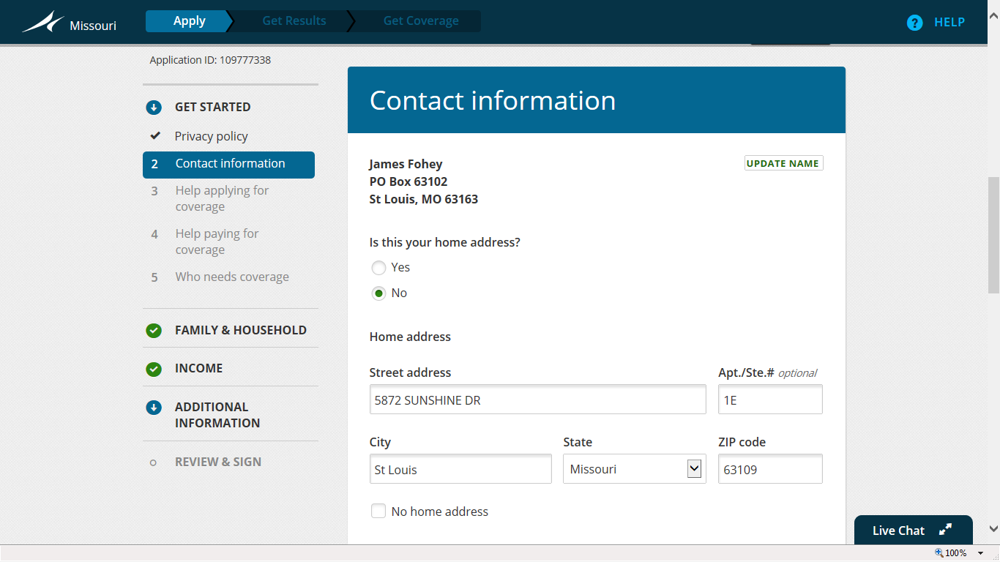 Missouri
Apply
Get Results
Get Coverage
? HELP
Application ID: 109777338
GET STARTED
Privacy policy
2 Contact information
3 Help applying for
coverage
4 Help paying for
coverage
5 Who needs coverage
FAMILY & HOUSEHOLD
INCOME
ADDITIONAL
INFORMATION
REVIEW & SIGN
Contact information
James Fohey
UPDATE NAME
PO Box 63102
St Louis, MO 63163
Is this your home address?
Yes
No
Home address
Street address
Apt./Ste.# optional
5872 SUNSHINE DR
1E
City
State
ZIP code
St Louis
Missouri
63109
No home address
Live Chat
100%